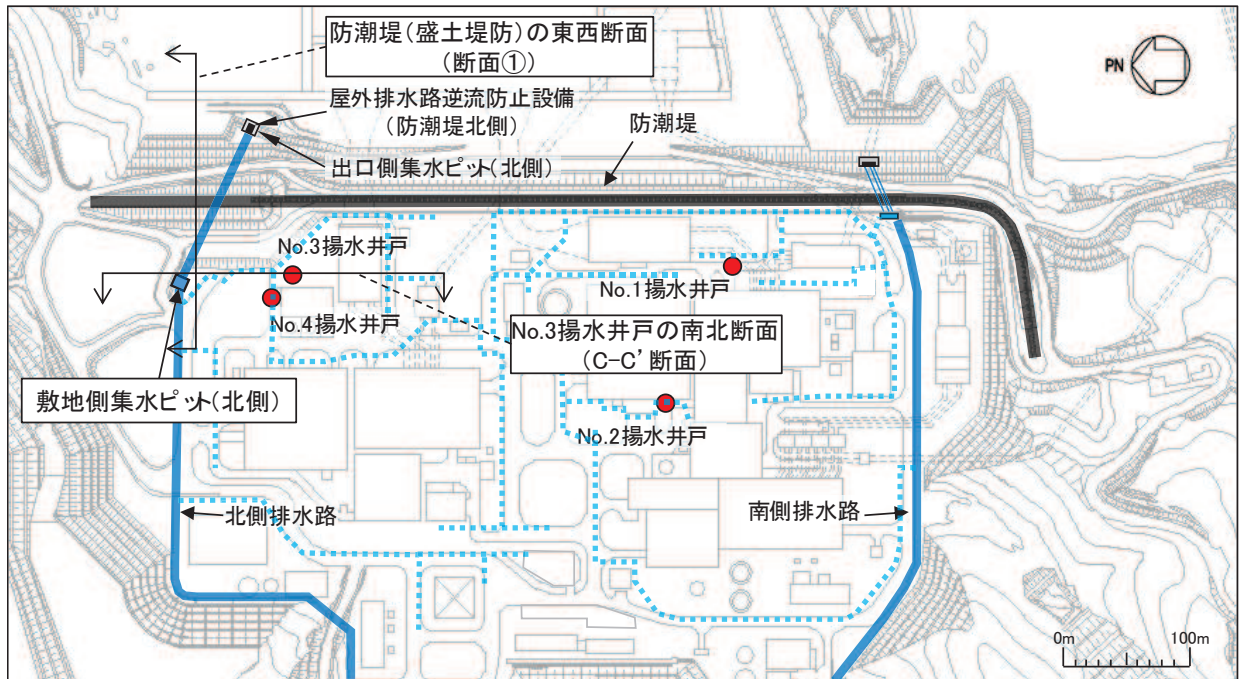 防潮堤(盛土堤防)の東西断面
(断面①)
PN
屋外排水路逆流防止設備
(防潮堤北側)
防潮堤
出口側集水ピット(北側)
No.3揚水井戸
No.1揚水井戸
No.4揚水井戸
No.3揚水井戸の南北断面
(C-C’断面)
敷地側集水ピット(北側)
No.2揚水井戸
北側排水路
南側排水路
0m
100m